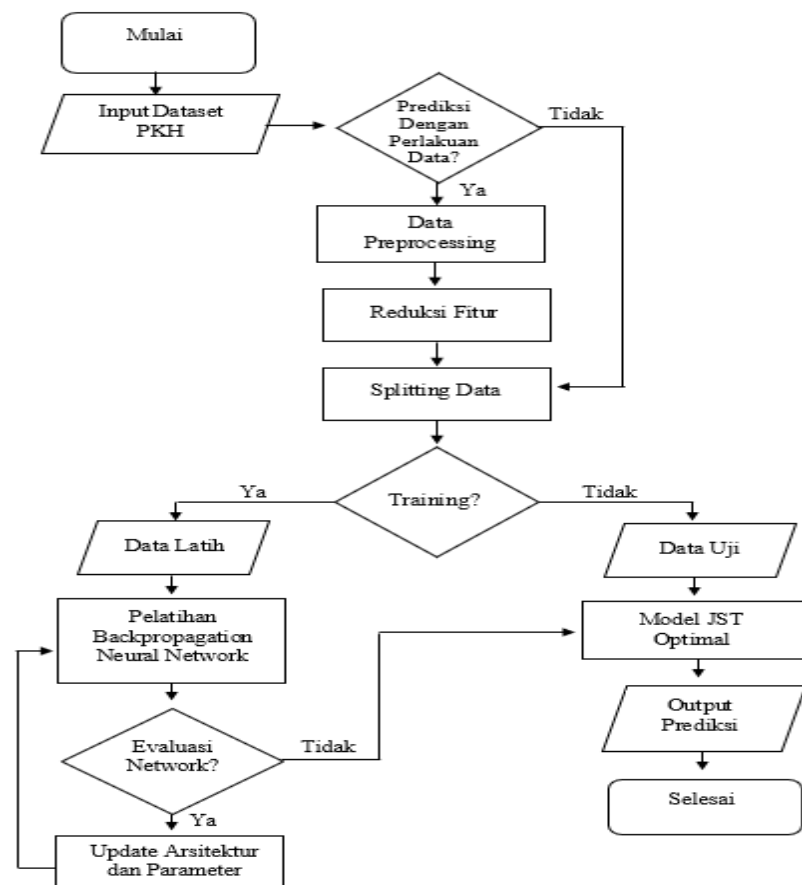 Mulai
Input Dataset
PKH
Prediksi
Dengan
Perlakuan
Data?
Tidak
Ya
Data
Preprocessing
Reduksi Fitur
Splitting Data
Training?
Ya
Tidak
Data Latih
Data Uji
Pelatihan
Backpropagation
Neural Network
Model JST
Optimal
Evaluasi
Network?
Tidak
Ya
Output
Prediksi
Update Arsitektur
dan Parameter
Selesai